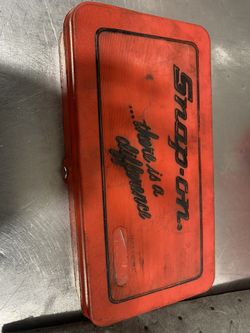 Snap-on
...there is a
difference